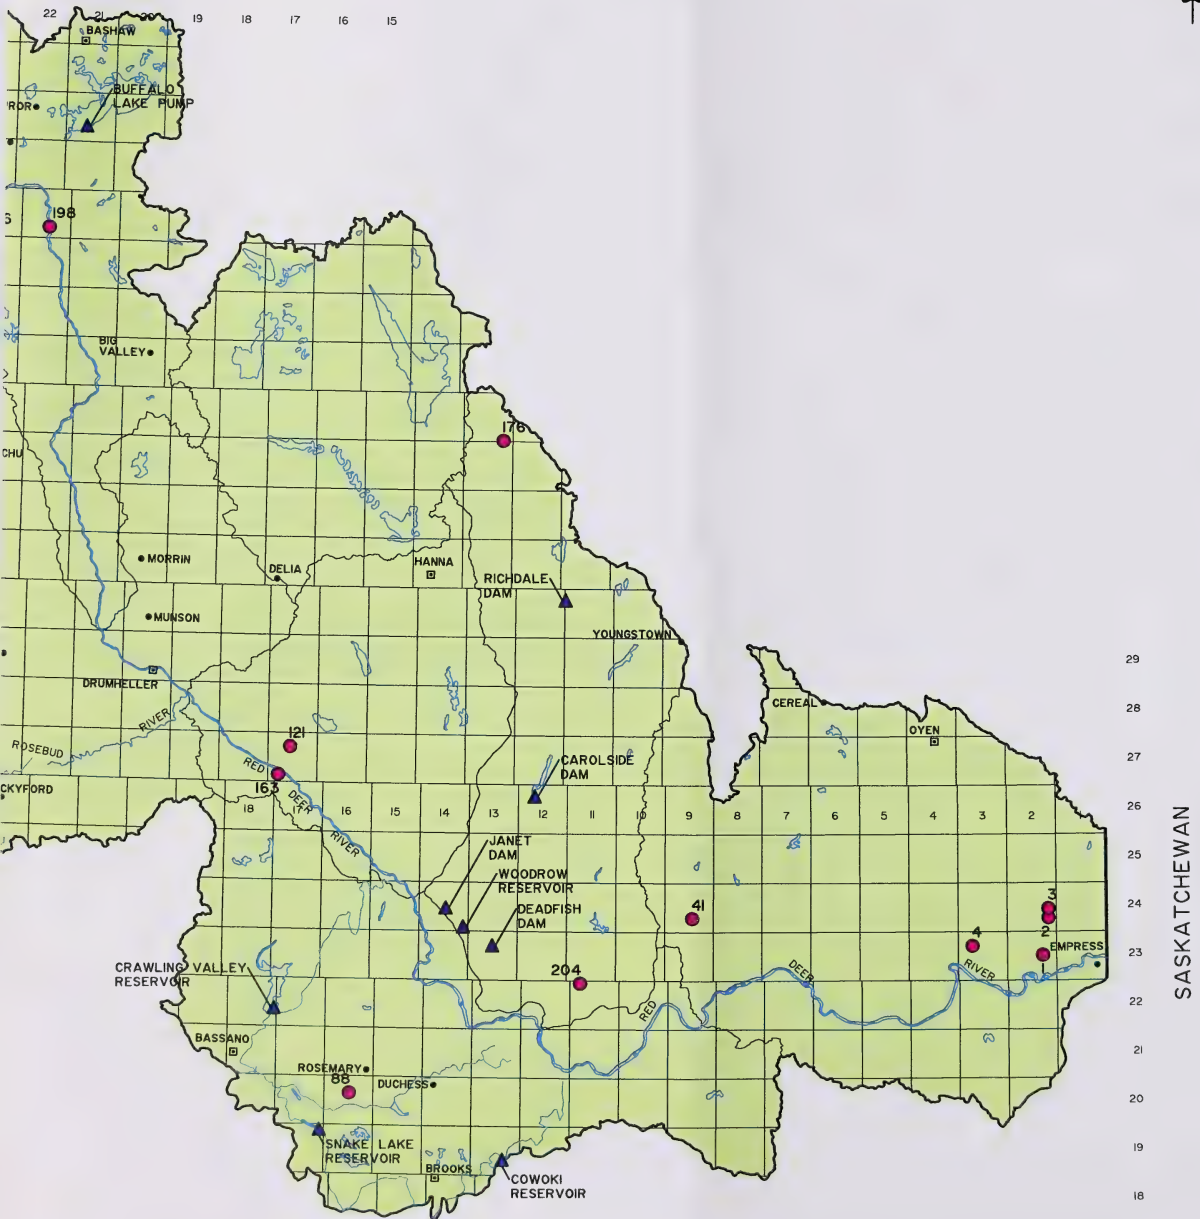 22 21 20 19 18 17 16 15
BASHAW
BUFFALO
LAKE PUMP
198
BIG
VALLEY
176
MORRIN
DELIA
HANNA
RICHDALE
DAM
MUNSON
YOUNGSTOWN
29
DRUMHELLER
CEREAL
28
RIVER
OYEN
ROSEBUD
121
27
RED
CAROLSIDE
DAM
163
DEER
26
18 17 16 15 14 13 12 11 10 9 8 7 6 5 4 3 2
RIVER
JANET
DAM
25
WOODROW
RESERVOIR
SASKATCHEWAN
DEADFISH
DAM
41
3
24
4
2
EMPRESS
23
CRAWLING VALLEY
RESERVOIR
204
DEER
RIVER
1
22
RED
BASSANO
21
ROSEMARY
88
DUCHESS
20
SNAKE LAKE
RESERVOIR
19
BROOKS
COWOKI
RESERVOIR
18